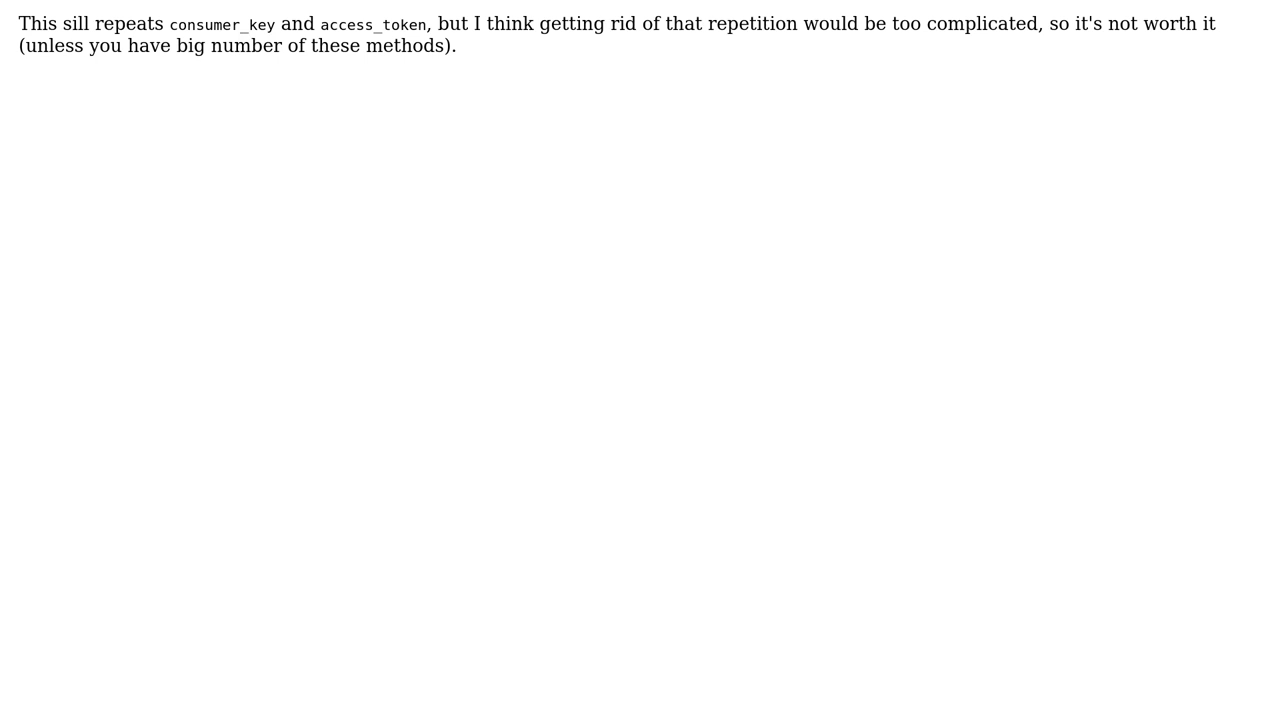 This sill repeats consumer_key and access_token, but I think getting rid of that repetition would be too complicated, so it's not worth it
(unless you have big number of these methods).